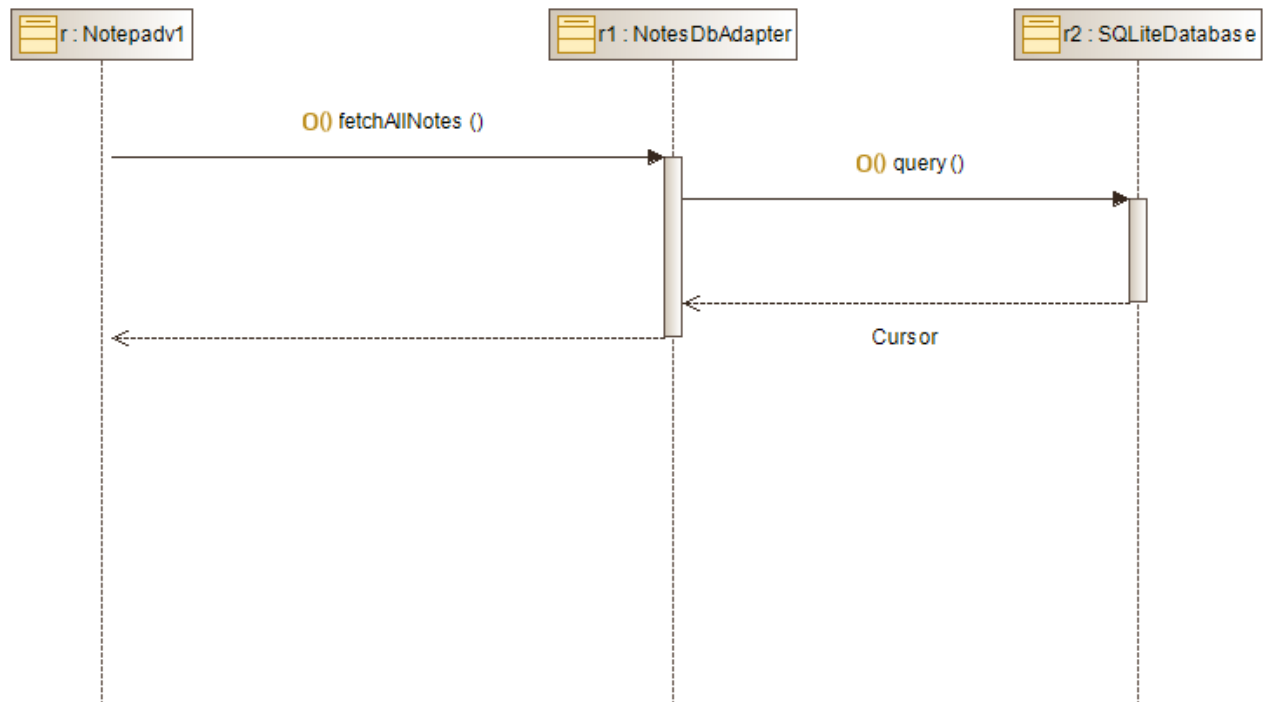 r : Notepadv1
r1 : NotesDbAdapter
r2 : SQLiteDatabase
O() fetchAllNotes ()
O() query ()
Cursor